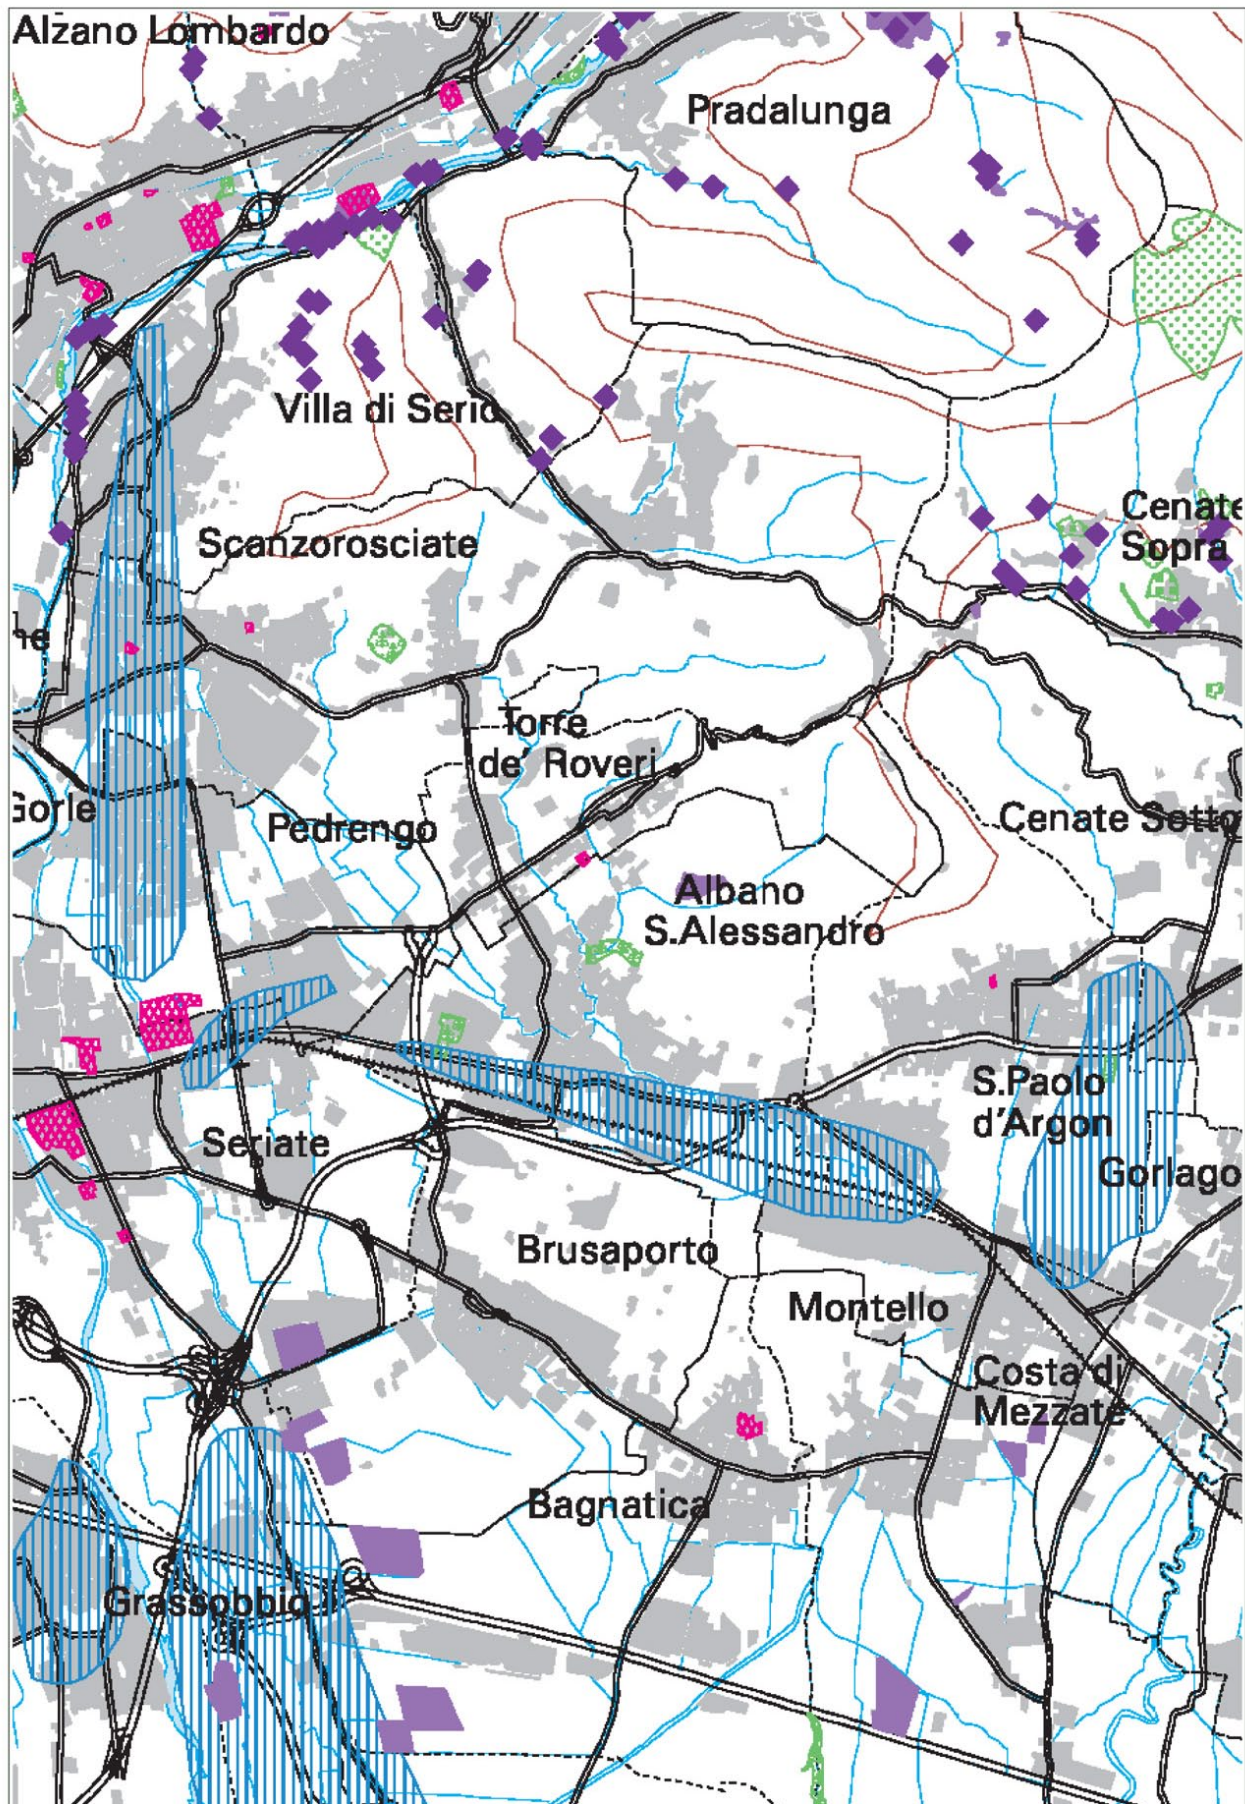 Alzano Lombardo
Pradalunga
Villa di Serio
Cenate
Sopra
Scanzorosciate
he
Torre
de' Roveri
Gorle
Pedrengo
Cenate Sotto
Albano
S.Alessandro
S.Paolo
d'Argon
Seriate
Gorlago
Brusaporto
Montello
Costa di
Mezzate
Bagnatica
Grassobbio